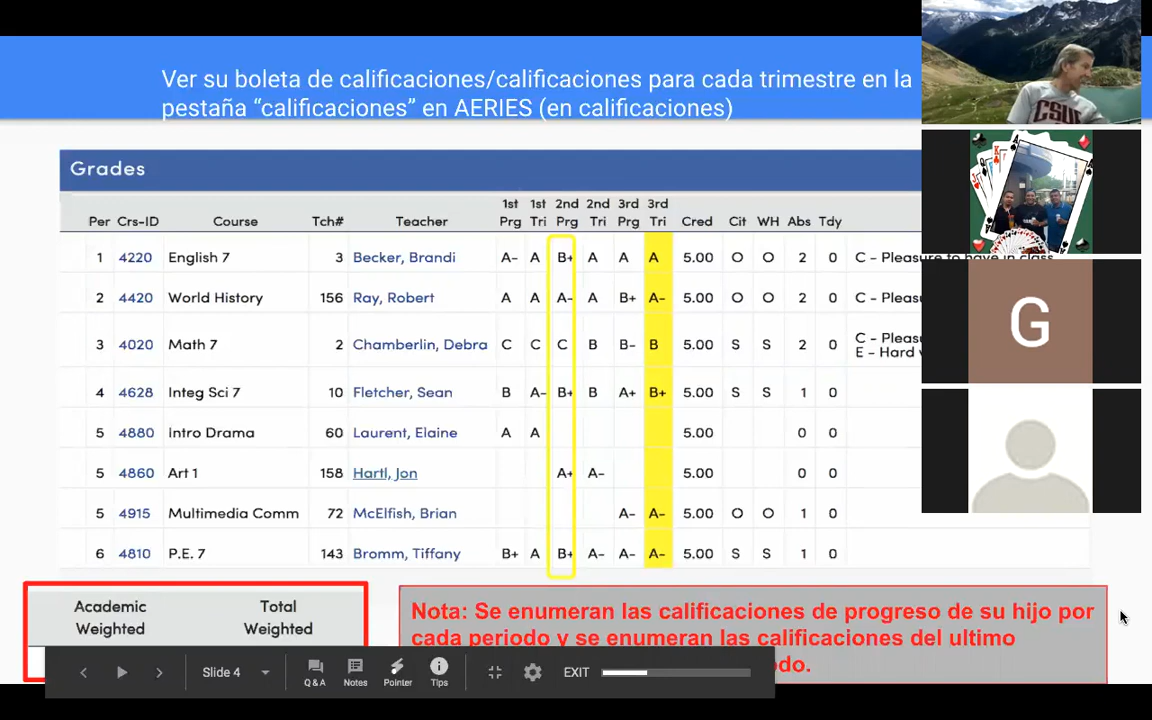 Ver su boleta de calificaciones/calificaciones para cada trimestre en la
pestaña “calificaciones” en AERIES (en calificaciones)
Grades
1st 1st 2nd 2nd 3rd 3rd
Per Crs-ID Course Tch# Teacher Prg Tri Prg Tri Prg Tri Cred Cit WH Abs Tdy
1 4220 English 7 3 Becker, Brandi A- A B+ A A A 5.00 O O 2 0 C - Pleasure to have in class
2 4420 World History 156 Ray, Robert A A A- A B+ A- 5.00 O O 2 0 C - Pleasu
3 4020 Math 7 2 Chamberlin, Debra C C C B B- B 5.00 S S 2 0 C - Pleasu
E - Hard
4 4628 Integ Sci 7 10 Fletcher, Sean B A- B+ B A+ B+ 5.00 S S 1 0
5 4880 Intro Drama 60 Laurent, Elaine A A 5.00 0 0
5 4860 Art 1 158 Hartl, Jon A+ A- 5.00 0 0
5 4915 Multimedia Comm 72 McElfish, Brian A- A- 5.00 O O 1 0
6 4810 P.E. 7 143 Bromm, Tiffany B+ A B+ A- A- A- 5.00 S S 1 0
Academic Total
Weighted Weighted
Nota: Se enumeran las calificaciones de progreso de su hijo por
cada periodo y se enumeran las calificaciones del ultimo
do.
Slide 4
Q & A Notes Pointer Tips
EXIT
G